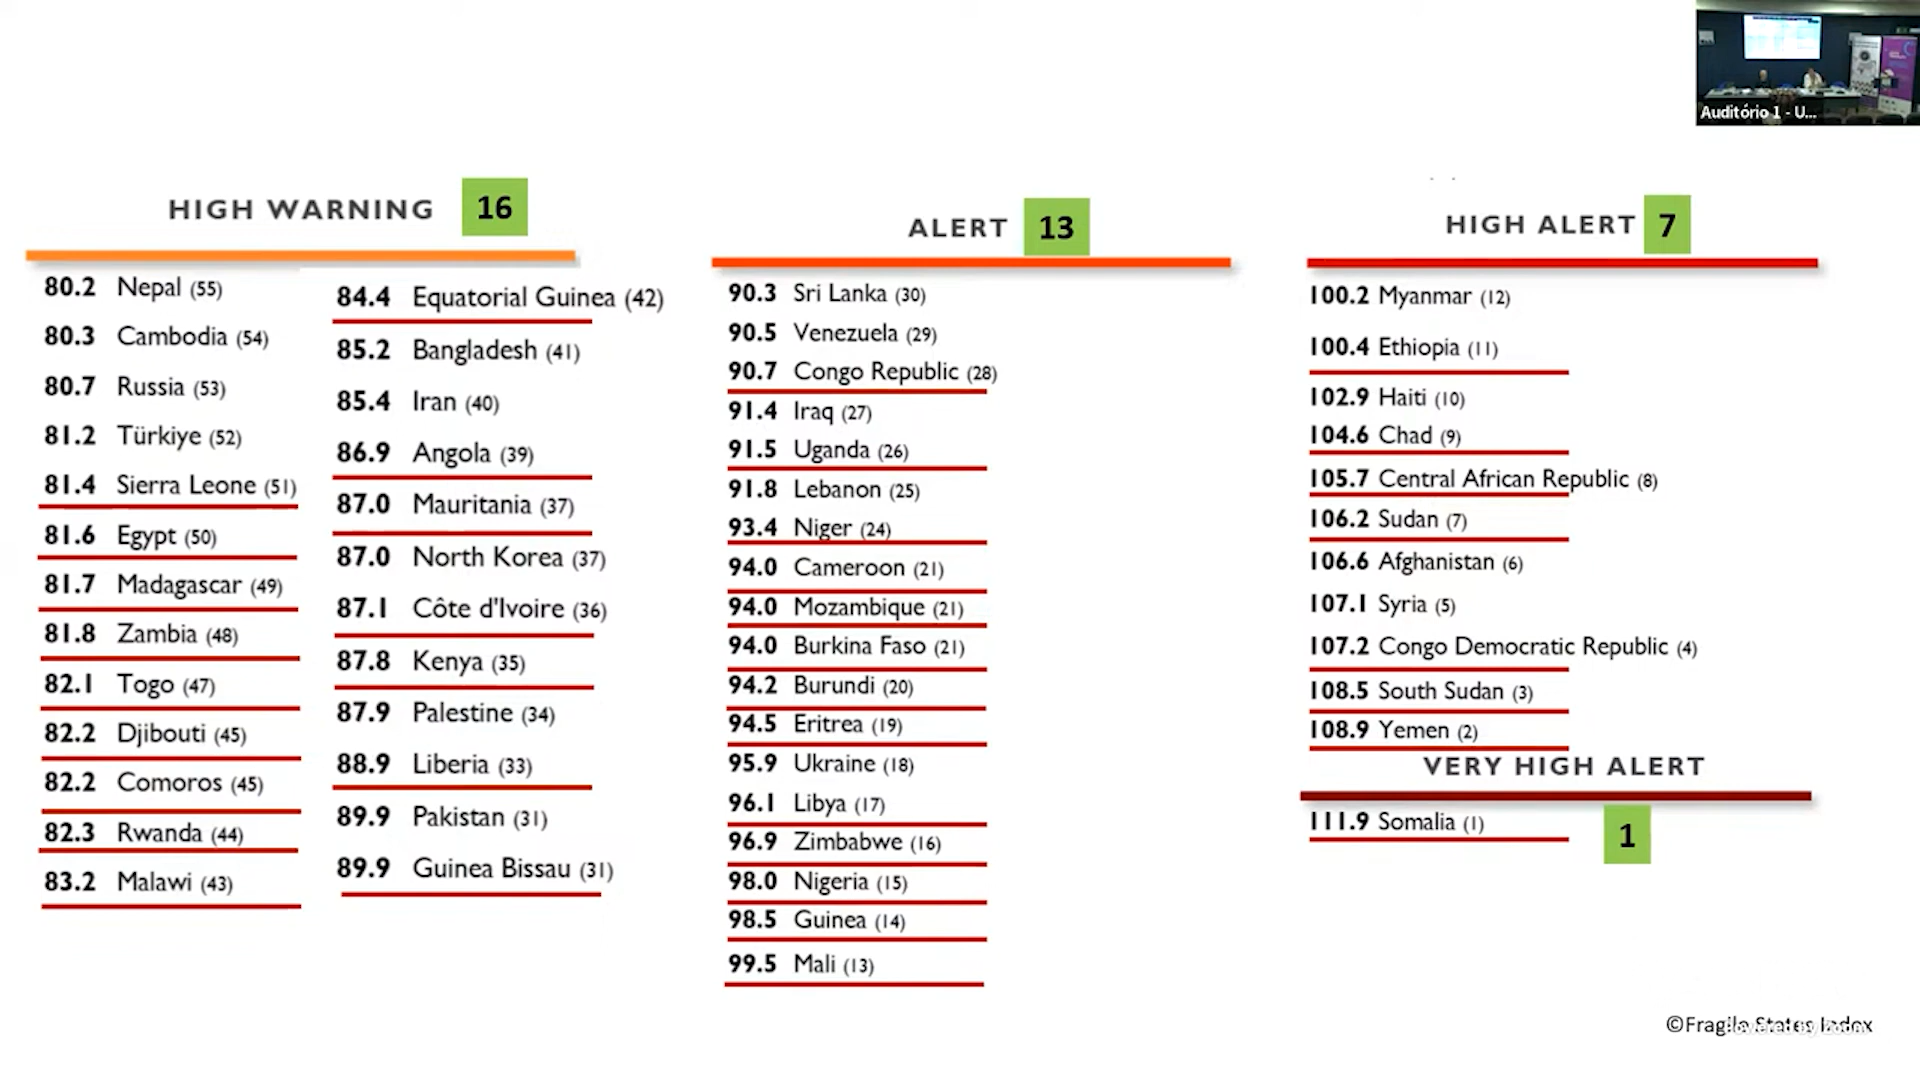 Auditório 1 - U...
HIGH WARNING 16
80.2 Nepal (55)
80.3 Cambodia (54)
80.7 Russia (53)
81.2 Türkiye (52)
81.4 Sierra Leone (51)
81.6 Egypt (50)
81.7 Madagascar (49)
81.8 Zambia (48)
82.1 Togo (47)
82.2 Djibouti (45)
82.2 Comoros (45)
82.3 Rwanda (44)
83.2 Malawi (43)
84.4 Equatorial Guinea (42)
85.2 Bangladesh (41)
85.4 Iran (40)
86.9 Angola (39)
87.0 Mauritania (37)
87.0 North Korea (37)
87.1 Côte d'Ivoire (36)
87.8 Kenya (35)
87.9 Palestine (34)
88.9 Liberia (33)
89.9 Pakistan (31)
89.9 Guinea Bissau (31)
ALERT 13
90.3 Sri Lanka (30)
90.5 Venezuela (29)
90.7 Congo Republic (28)
91.4 Iraq (27)
91.5 Uganda (26)
91.8 Lebanon (25)
93.4 Niger (24)
94.0 Cameroon (21)
94.0 Mozambique (21)
94.0 Burkina Faso (21)
94.2 Burundi (20)
94.5 Eritrea (19)
95.9 Ukraine (18)
96.1 Libya (17)
96.9 Zimbabwe (16)
98.0 Nigeria (15)
98.5 Guinea (14)
99.5 Mali (13)
HIGH ALERT 7
100.2 Myanmar (12)
100.4 Ethiopia (11)
102.9 Haiti (10)
104.6 Chad (9)
105.7 Central African Republic (8)
106.2 Sudan (7)
106.6 Afghanistan (6)
107.1 Syria (5)
107.2 Congo Democratic Republic (4)
108.5 South Sudan (3)
108.9 Yemen (2)
VERY HIGH ALERT
111.9 Somalia (1)
1
©Fragile States Index
Powered by Zoom